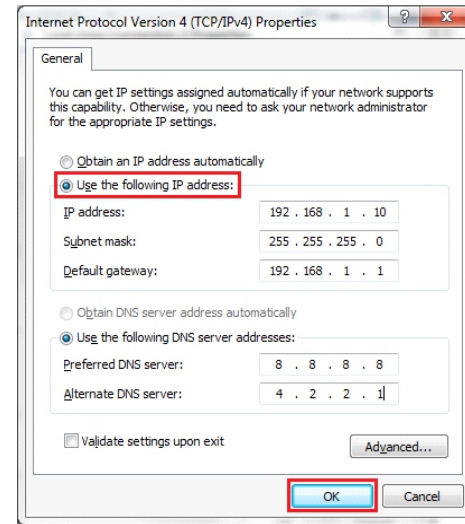 Internet Protocol Version 4 (TCP/IPv4) Properties
General
You can get IP settings assigned automatically if your network supports
this capability. Otherwise, you need to ask your network administrator
for the appropriate IP settings.
Obtain an IP address automatically
Use the following IP address:
IP address: 192 . 168 . 1 . 10
Subnet mask: 255 . 255 . 255 . 0
Default gateway: 192 . 168 . 1 . 1
Obtain DNS server address automatically
Use the following DNS server addresses:
Preferred DNS server: 8 . 8 . 8 . 8
Alternate DNS server: 4 . 2 . 2 . 1
Validate settings upon exit
Advanced...
OK Cancel